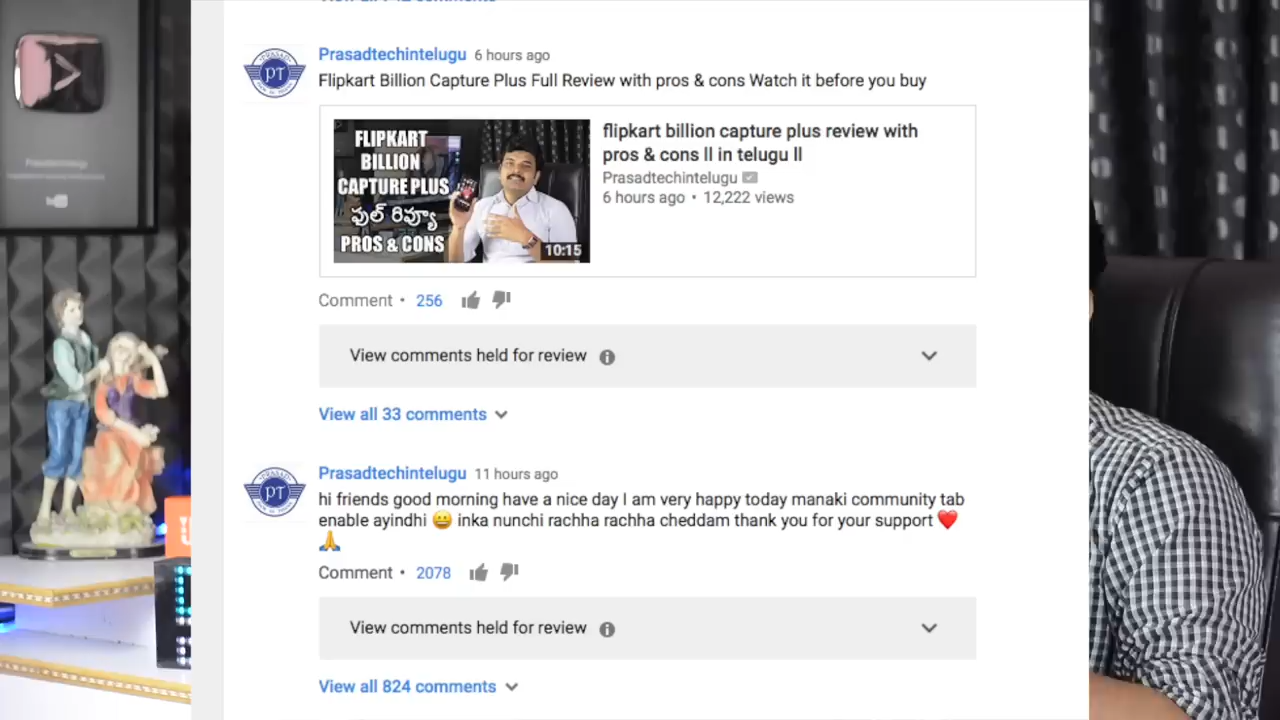 Prasadtechintelugu 6 hours ago
Flipkart Billion Capture Plus Full Review with pros & cons Watch it before you buy
FLIPKART
BILLION
CAPTURE PLUS
ఫుల్ రివ్యూ
PROS & CONS
10:15
flipkart billion capture plus review with
pros & cons ll in telugu ll
Prasadtechintelugu
6 hours ago • 12,222 views
Comment • 256
View comments held for review
View all 33 comments
PRASAD
PT
Prasadtechintelugu 11 hours ago
hi friends good morning have a nice day I am very happy today manaki community tab
enable ayindhi 😀 inka nunchi rachha rachha cheddam thank you for your support ❤️
🙏
Comment • 2078
View comments held for review
View all 824 comments